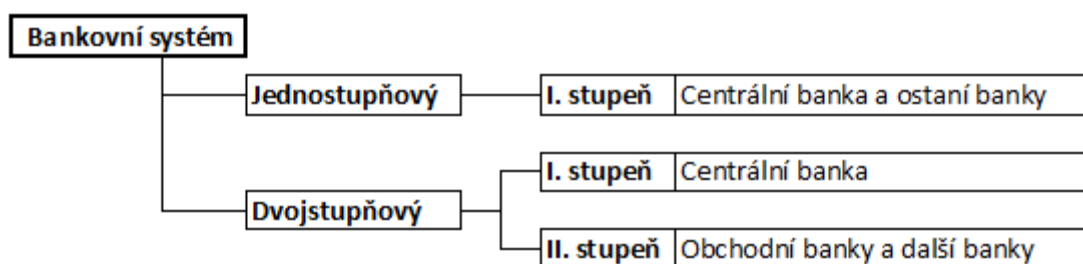 Bankovní systém
Jednostupňový I. stupeň Centrální banka a ostaní banky
I. stupeň Centrální banka
Dvojstupňový
II. stupeň Obchodní banky a další banky